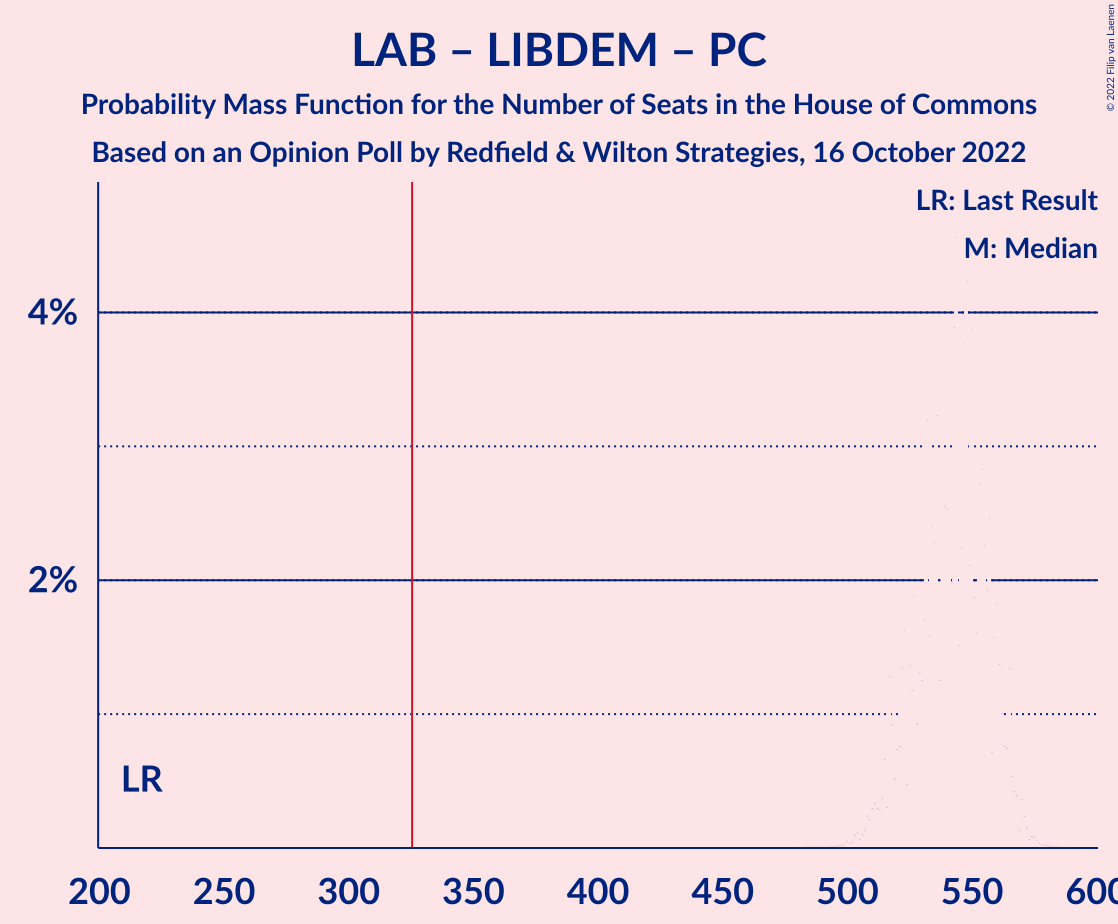 LAB – LIBDEM – PC
Probability Mass Function for the Number of Seats in the House of Commons
Based on an Opinion Poll by Redfield & Wilton Strategies, 16 October 2022
© 2022 Filip van Laenen
LR: Last Result
M: Median
4%
2%
LR
200 250 300 350 400 450 500 550 600